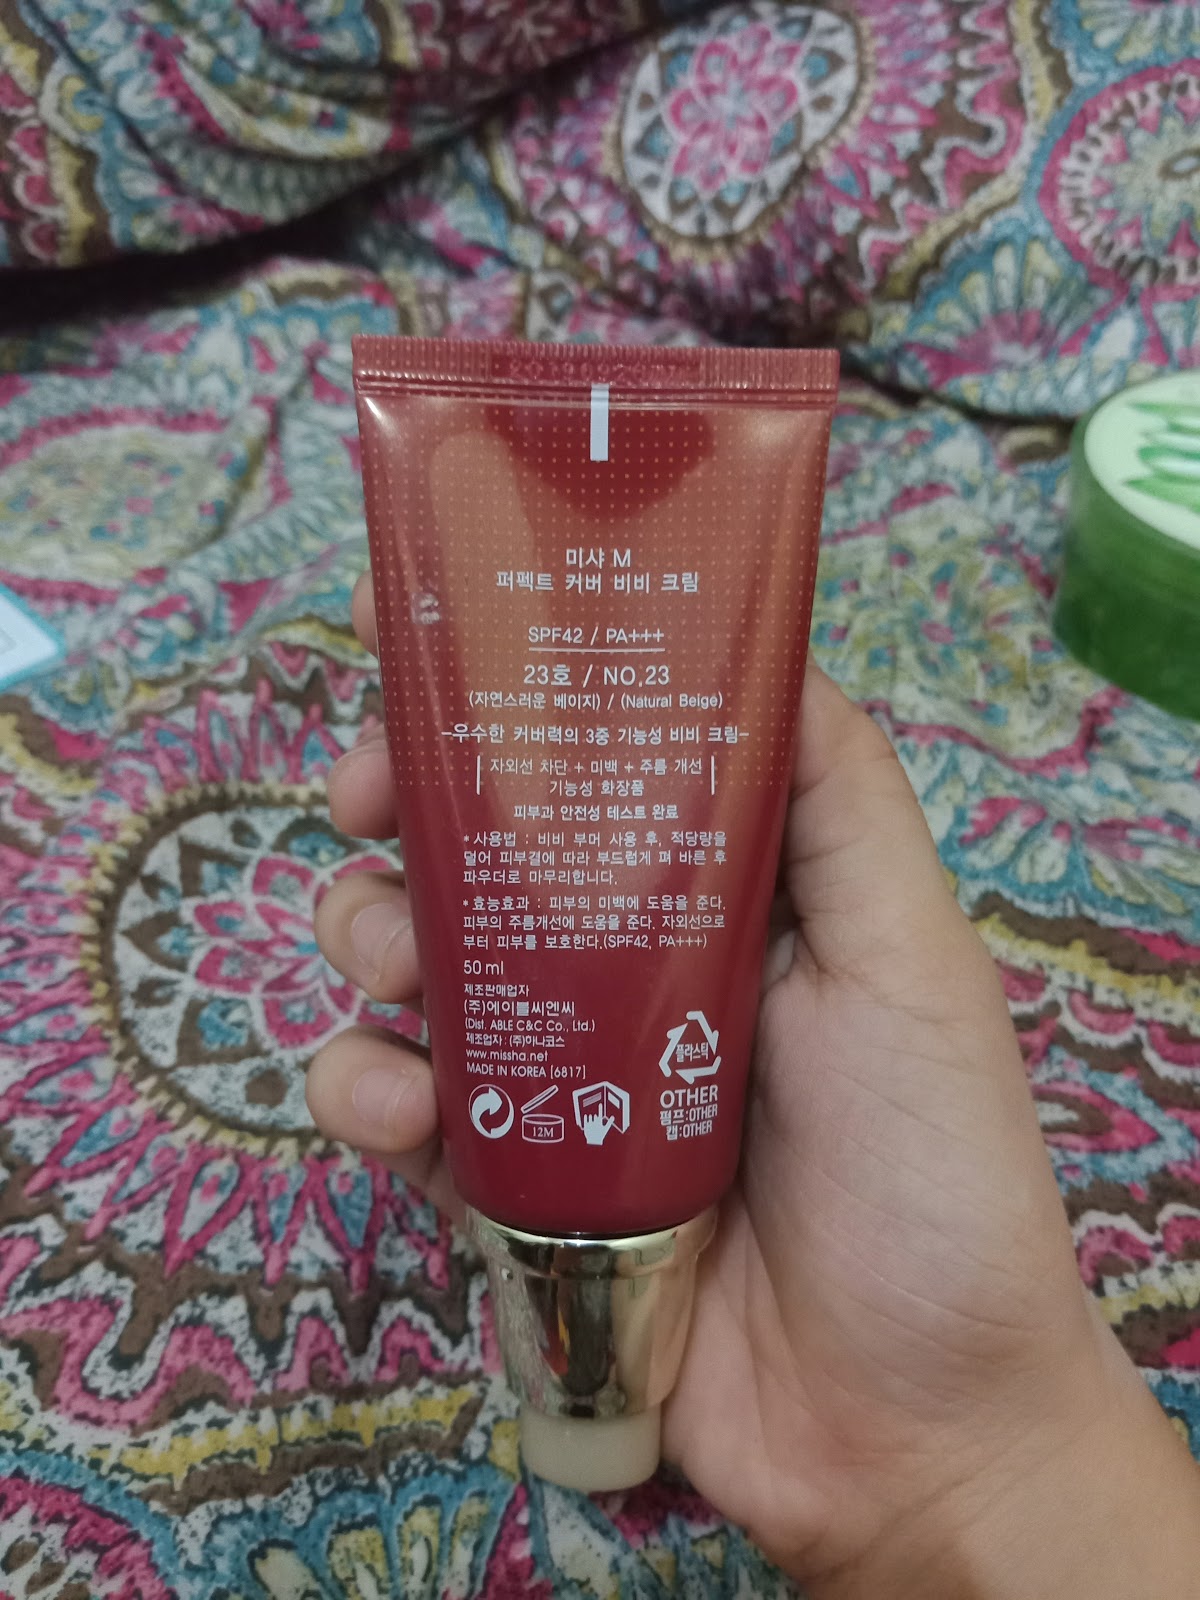 미샤 M
퍼펙트 커버 비비 크림
SPF42 / PA+++
23호 / NO.23
(자연스러운 베이지) / (Natural Beige)
-우수한 커버력의 3중 기능성 비비 크림-
자외선 차단 + 미백 + 주름 개선
기능성 화장품
피부과 안전성 테스트 완료
* 사용법 : 비비 부머 사용 후, 적당량을
덜어 피부결에 따라 부드럽게 펴 바른 후
파우더로 마무리합니다.
* 효능효과 : 피부의 미백에 도움을 준다.
피부의 주름개선에 도움을 준다. 자외선으로
부터 피부를 보호한다.(SPF42, PA+++)
50 ml
제조판매업자
(주)에이블씨엔씨
(Dist. ABLE C&C Co., Ltd.)
제조업자 : (주)하나코스
www.missha.net
MADE IN KOREA [6817]
12M
플라스틱
OTHER
펌프:OTHER
캡:OTHER